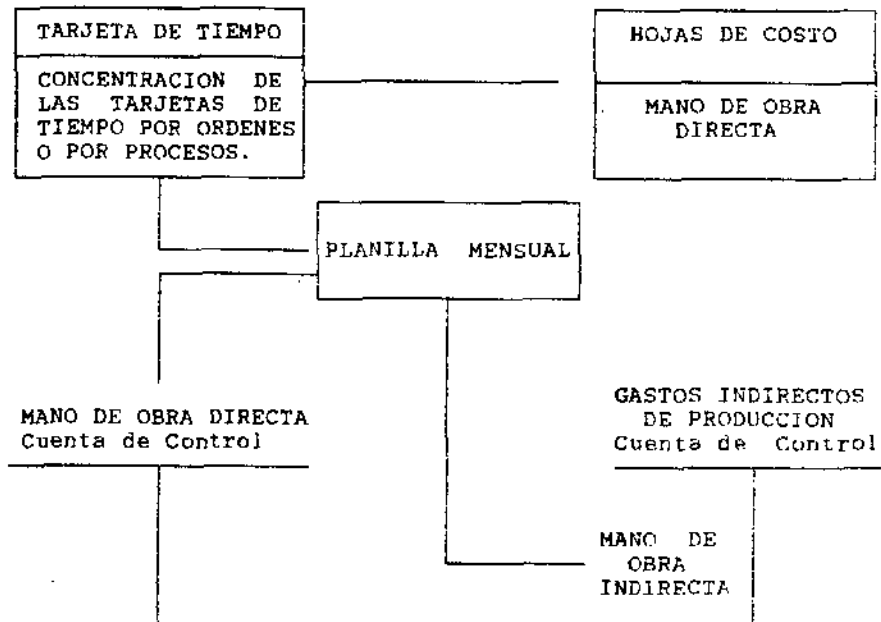 TARJETA DE TIEMPO
CONCENTRACION DE
LAS TARJETAS DE
TIEMPO POR ORDENES
O POR PROCESOS.
HOJAS DE COSTO
MANO DE OBRA
DIRECTA
PLANILLA MENSUAL
MANO DE OBRA DIRECTA
Cuenta de Control
GASTOS INDIRECTOS
DE PRODUCCION
Cuenta de Control
MANO DE
OBRA
INDIRECTA